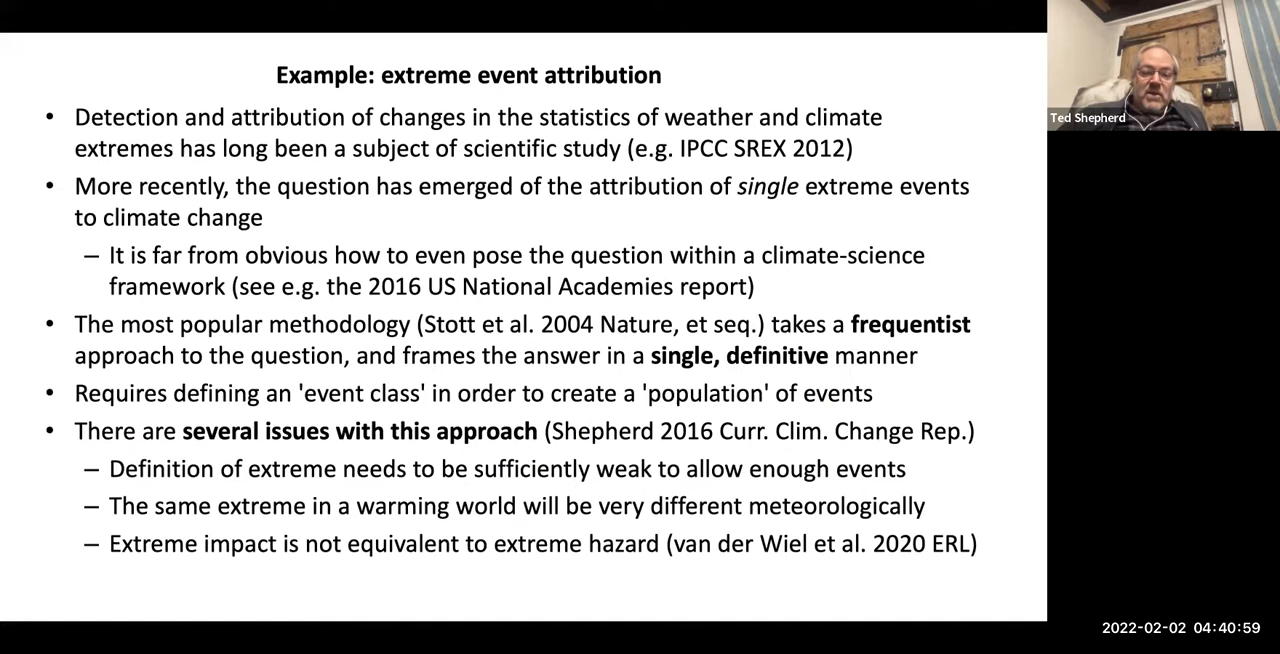 Example: extreme event attribution
• Detection and attribution of changes in the statistics of weather and climate
extremes has long been a subject of scientific study (e.g. IPCC SREX 2012)
• More recently, the question has emerged of the attribution of single extreme events
to climate change
– It is far from obvious how to even pose the question within a climate-science
framework (see e.g. the 2016 US National Academies report)
• The most popular methodology (Stott et al. 2004 Nature, et seq.) takes a frequentist
approach to the question, and frames the answer in a single, definitive manner
• Requires defining an 'event class' in order to create a 'population' of events
• There are several issues with this approach (Shepherd 2016 Curr. Clim. Change Rep.)
– Definition of extreme needs to be sufficiently weak to allow enough events
– The same extreme in a warming world will be very different meteorologically
– Extreme impact is not equivalent to extreme hazard (van der Wiel et al. 2020 ERL)
Ted Shepherd
2022-02-02 04:40:59